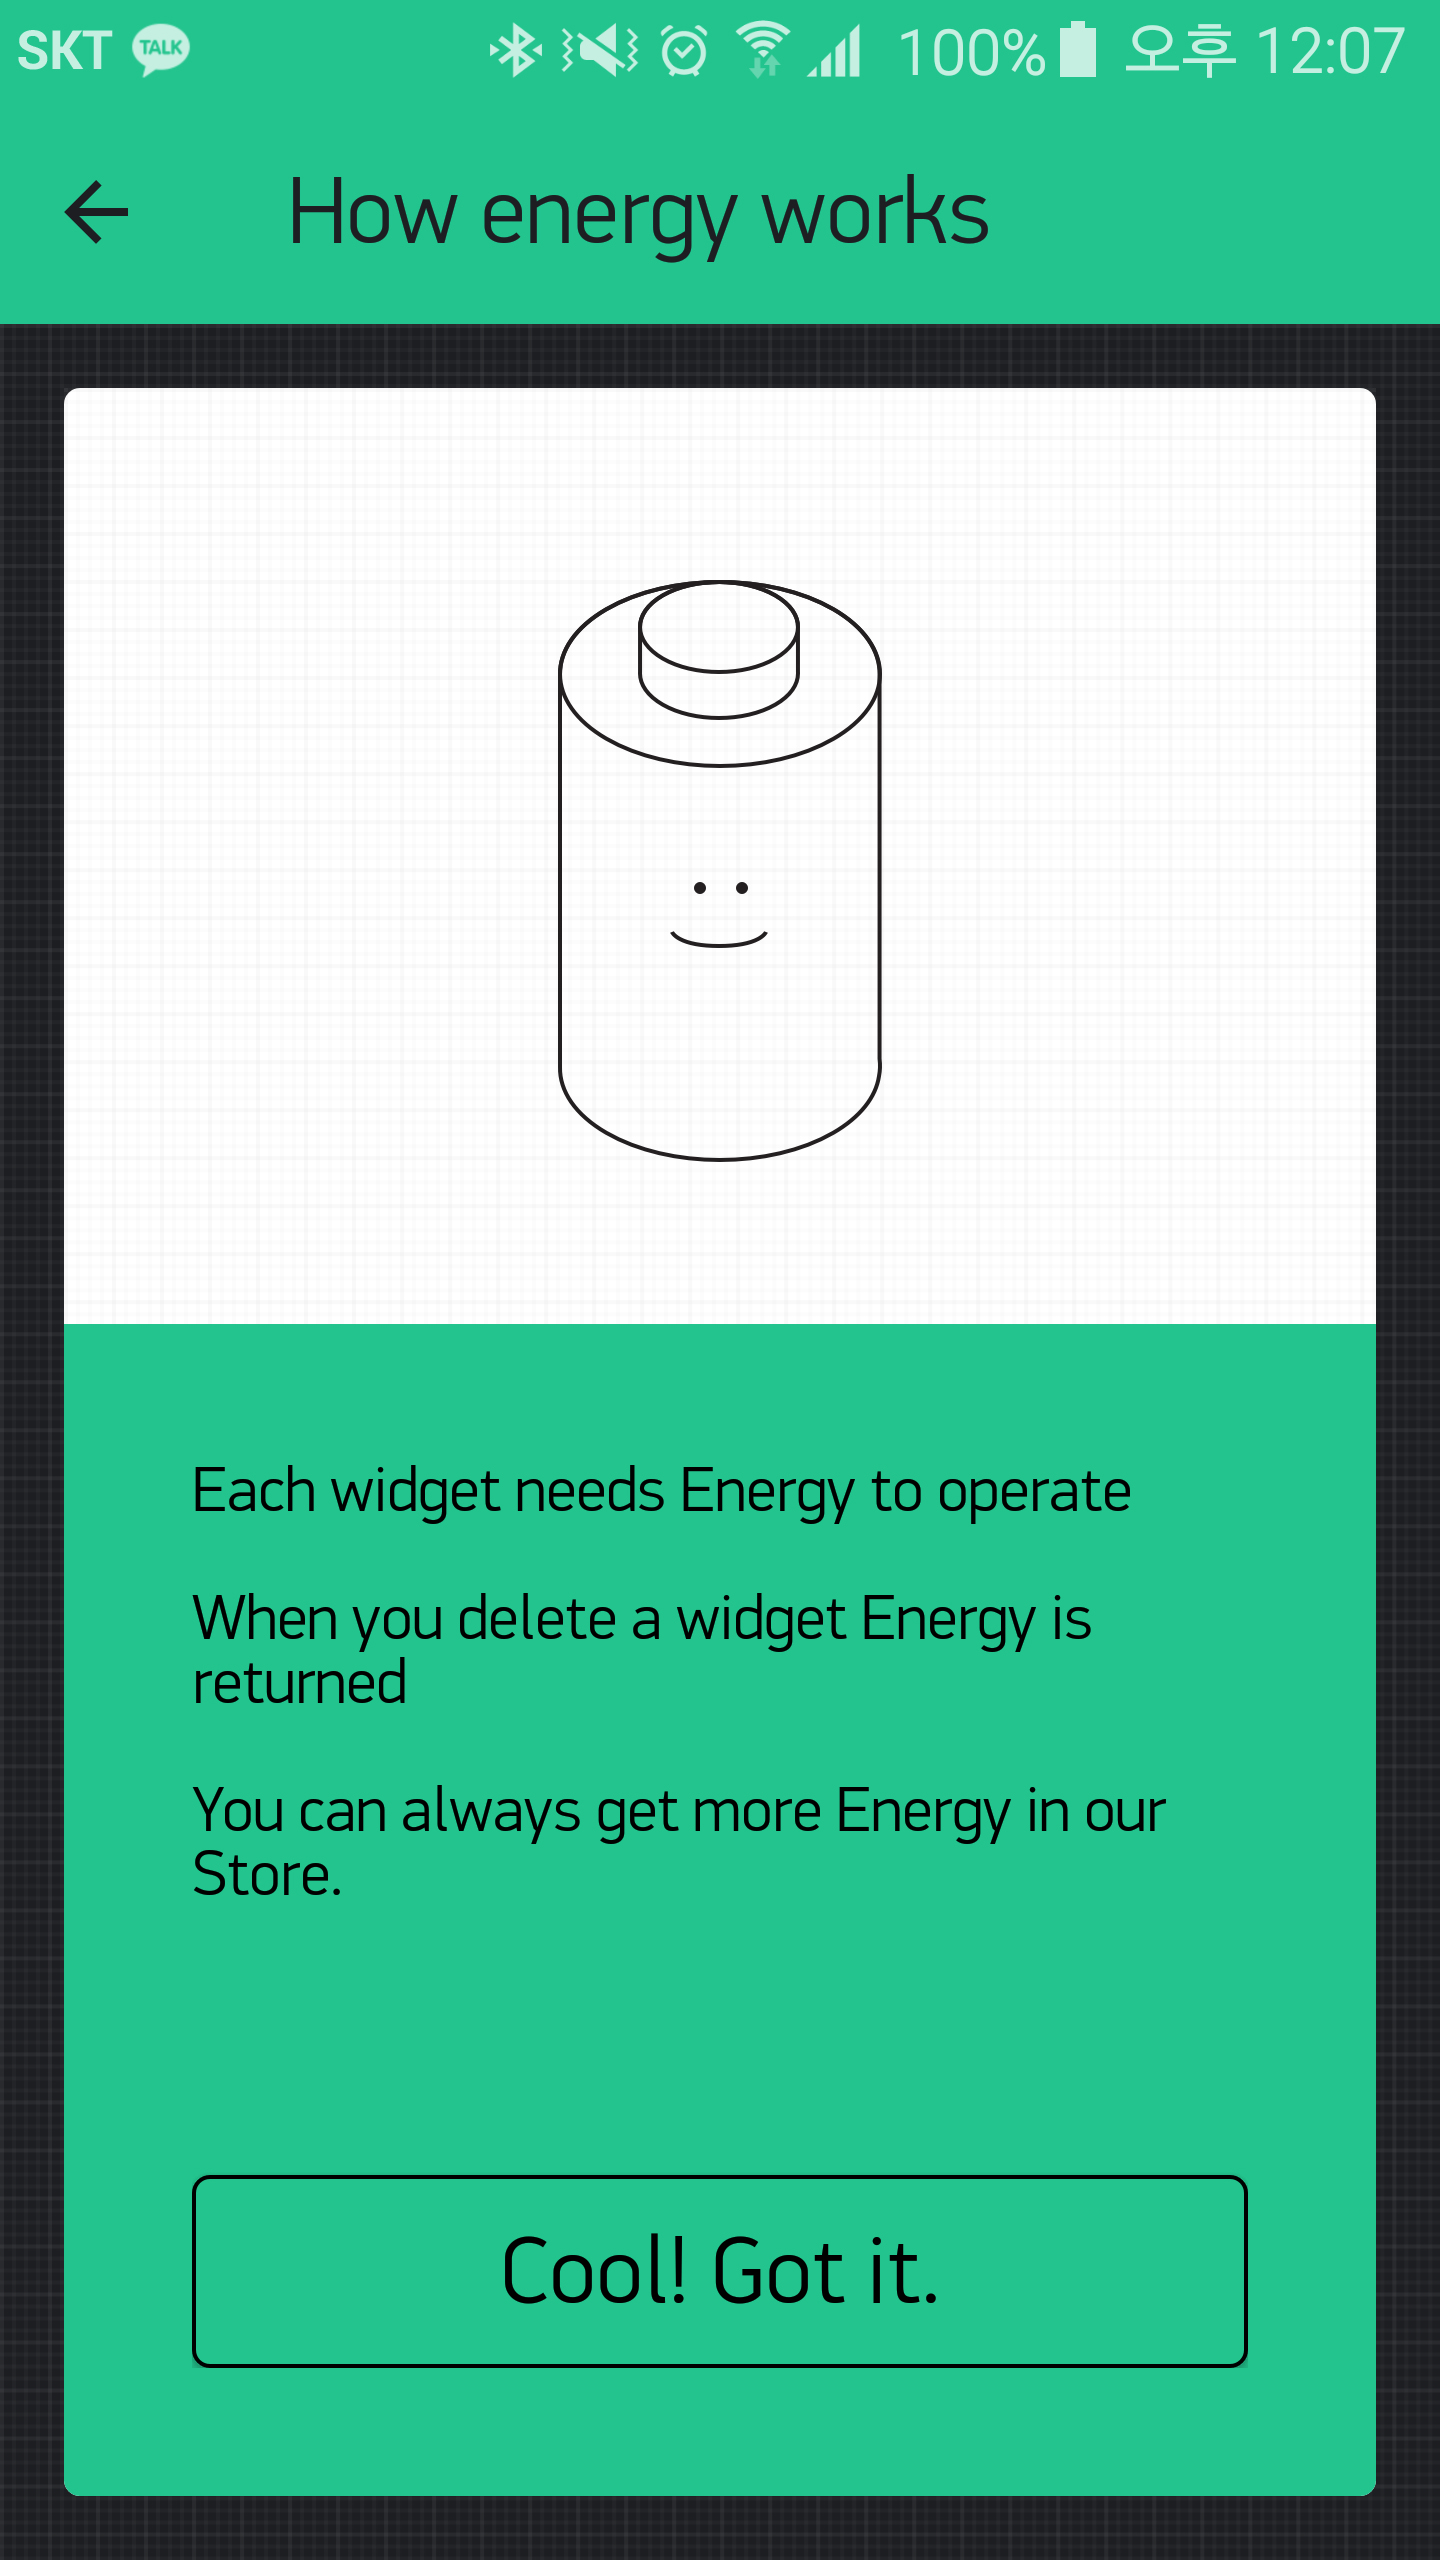 SKT TALK 100% 오후 12:07
How energy works
Each widget needs Energy to operate
When you delete a widget Energy is
returned
You can always get more Energy in our
Store.
Cool! Got it.